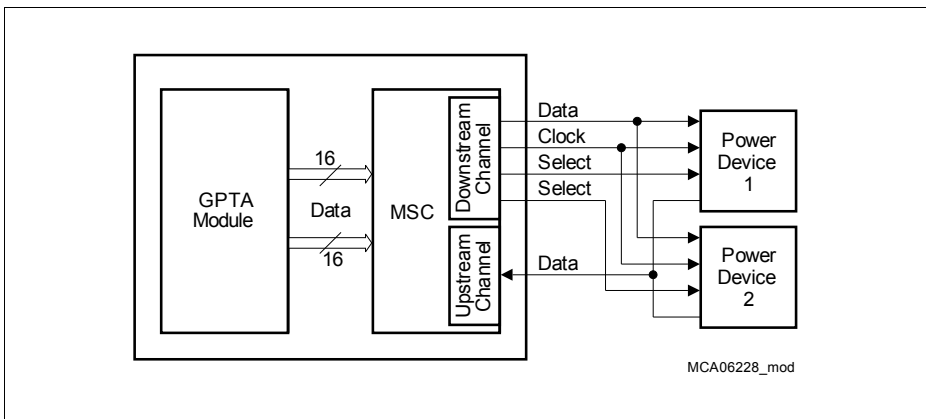 GPTA
Module
16
Data
16
MSC
Downstream
Channel
Upstream
Channel
Data
Clock
Select
Select
Data
Power
Device
1
Power
Device
2
MCA06228_mod